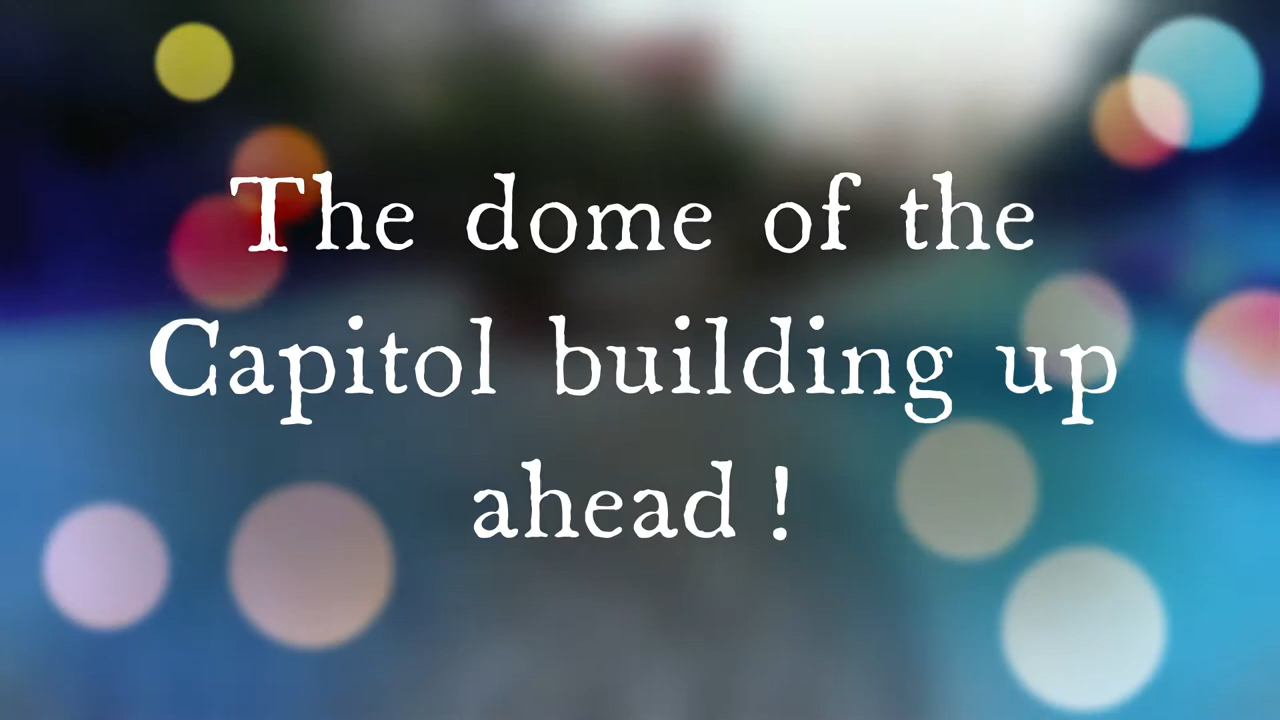 The dome of the
Capitol building up
ahead !